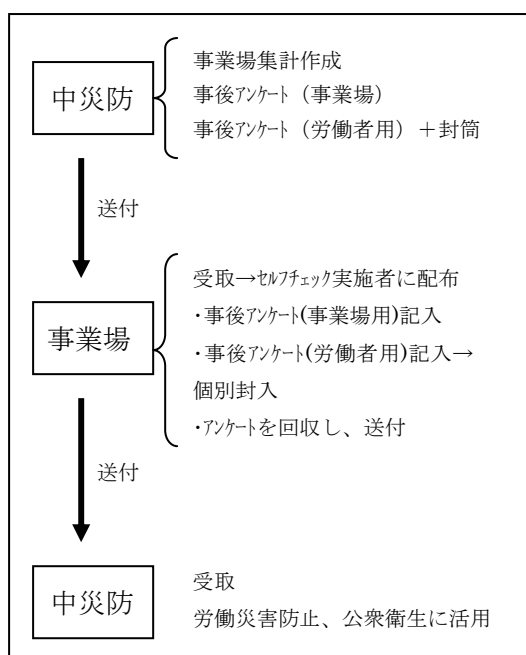 中災防
事業場集計作成
事後ｱﾝｹｰﾄ（事業場）
事後ｱﾝｹｰﾄ（労働者用）＋封筒
送付
事業場
受取→ｾﾙﾌﾁｪｯｸ実施者に配布
・事後ｱﾝｹｰﾄ(事業場用)記入
・事後ｱﾝｹｰﾄ(労働者用)記入→
個別封入
・ｱﾝｹｰﾄを回収し、送付
送付
中災防
受取
労働災害防止、公衆衛生に活用